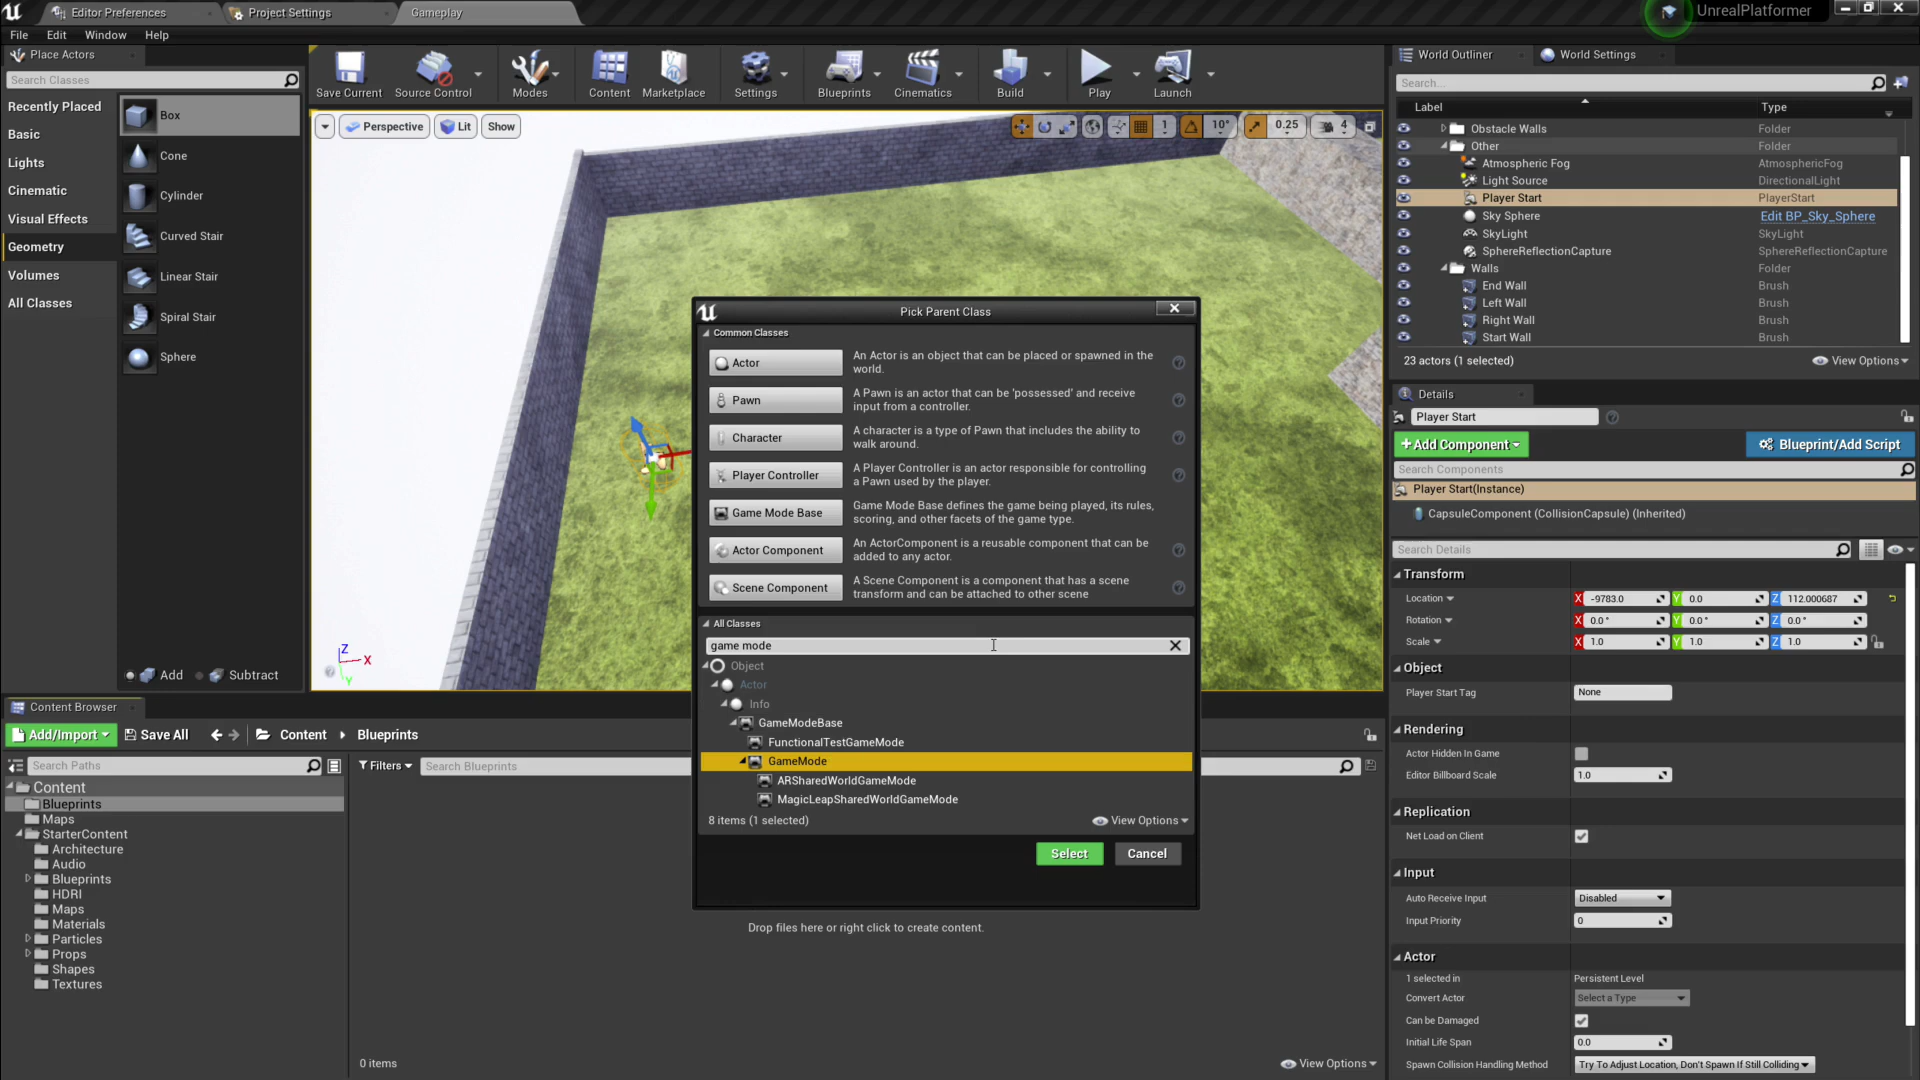 Editor Preferences
Project Settings
Gameplay
UnrealPlatformer
File Edit Window Help
Place Actors
Search Classes
Recently Placed
Basic
Lights
Cinematic
Visual Effects
Geometry
Volumes
All Classes
Box
Cone
Cylinder
Curved Stair
Linear Stair
Spiral Stair
Sphere
Add Subtract
Save Current
Source Control
Modes
Content
Marketplace
Settings
Blueprints
Cinematics
Build
Play
Launch
Perspective Lit Show
1 10° 0.25 4
Z
X
Y
Pick Parent Class
Common Classes
Actor
An Actor is an object that can be placed or spawned in the
world.
Pawn
A Pawn is an actor that can be 'possessed' and receive
input from a controller.
Character
A character is a type of Pawn that includes the ability to
walk around.
Player Controller
A Player Controller is an actor responsible for controlling
a Pawn used by the player.
Game Mode Base
Game Mode Base defines the game being played, its rules,
scoring, and other facets of the game type.
Actor Component
An ActorComponent is a reusable component that can be
added to any actor.
Scene Component
A Scene Component is a component that has a scene
transform and can be attached to other scene
All Classes
game mode
Object
Actor
Info
GameModeBase
FunctionalTestGameMode
GameMode
ARSharedWorldGameMode
MagicLeapSharedWorldGameMode
8 items (1 selected)
View Options
Select
Cancel
World Outliner
World Settings
Search...
Label Type
Obstacle Walls Folder
Other Folder
Atmospheric Fog AtmosphericFog
Light Source DirectionalLight
Player Start PlayerStart
Sky Sphere Edit BP_Sky_Sphere
SkyLight SkyLight
SphereReflectionCapture SphereReflectionCapture
Walls Folder
End Wall Brush
Left Wall Brush
Right Wall Brush
Start Wall Brush
23 actors (1 selected)
View Options
Details
Player Start
+Add Component
Blueprint/Add Script
Search Components
Player Start(Instance)
CapsuleComponent (CollisionCapsule) (Inherited)
Search Details
Transform
Location X -9783.0 Y 0.0 Z 112.000687
Rotation X 0.0° Y 0.0° Z 0.0°
Scale X 1.0 Y 1.0 Z 1.0
Object
Player Start Tag None
Rendering
Actor Hidden In Game
Editor Billboard Scale 1.0
Replication
Net Load on Client
Input
Auto Receive Input Disabled
Input Priority 0
Actor
1 selected in Persistent Level
Convert Actor Select a Type
Can be Damaged
Initial Life Span 0.0
Spawn Collision Handling Method Try To Adjust Location, Don't Spawn If Still Colliding
Content Browser
Add/Import
Save All
Content
Blueprints
Search Paths
Filters
Search Blueprints
Content
Blueprints
Maps
StarterContent
Architecture
Audio
Blueprints
HDRI
Maps
Materials
Particles
Props
Shapes
Textures
Drop files here or right click to create content.
0 items
View Options